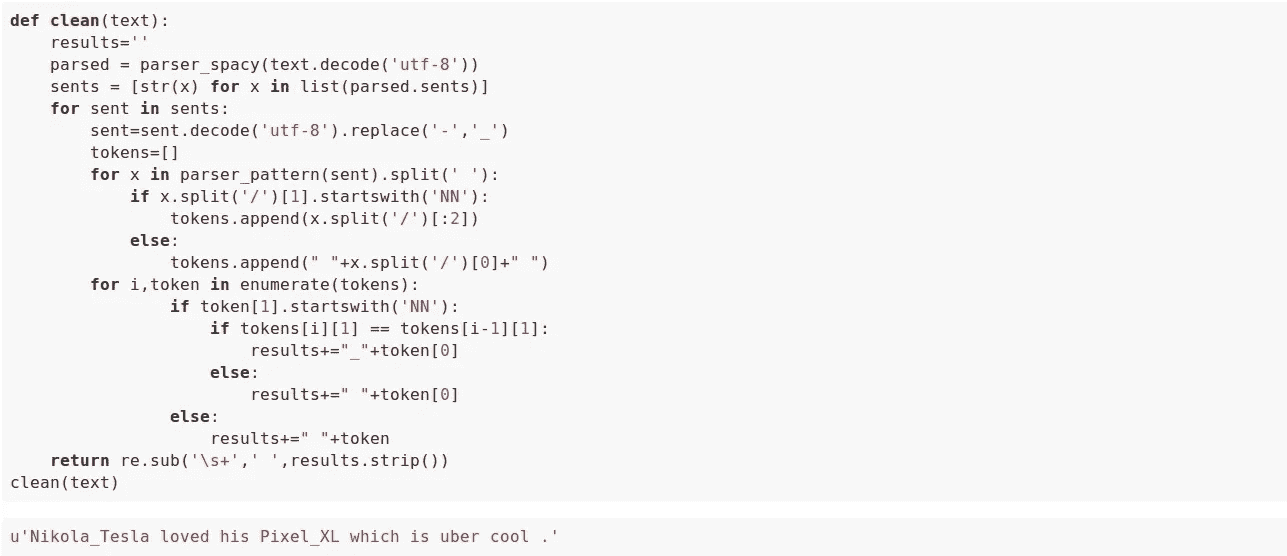 def clean(text):
    results=''
    parsed = parser_spacy(text.decode('utf-8'))
    sents = [str(x) for x in list(parsed.sents)]
    for sent in sents:
        sent=sent.decode('utf-8').replace('-','_')
        tokens=[]
        for x in parser_pattern(sent).split(' '):
            if x.split('/')[1].startswith('NN'):
                tokens.append(x.split('/')[:2])
            else:
                tokens.append(" "+x.split('/')[0]+" ")
        for i,token in enumerate(tokens):
                if token[1].startswith('NN'):
                    if tokens[i][1] == tokens[i-1][1]:
                        results+="_"+token[0]
                    else:
                        results+=" "+token[0]
                else:
                    results+=" "+token
    return re.sub('\s+',' ',results.strip())
clean(text)
u'Nikola_Tesla loved his Pixel_XL which is uber cool .'